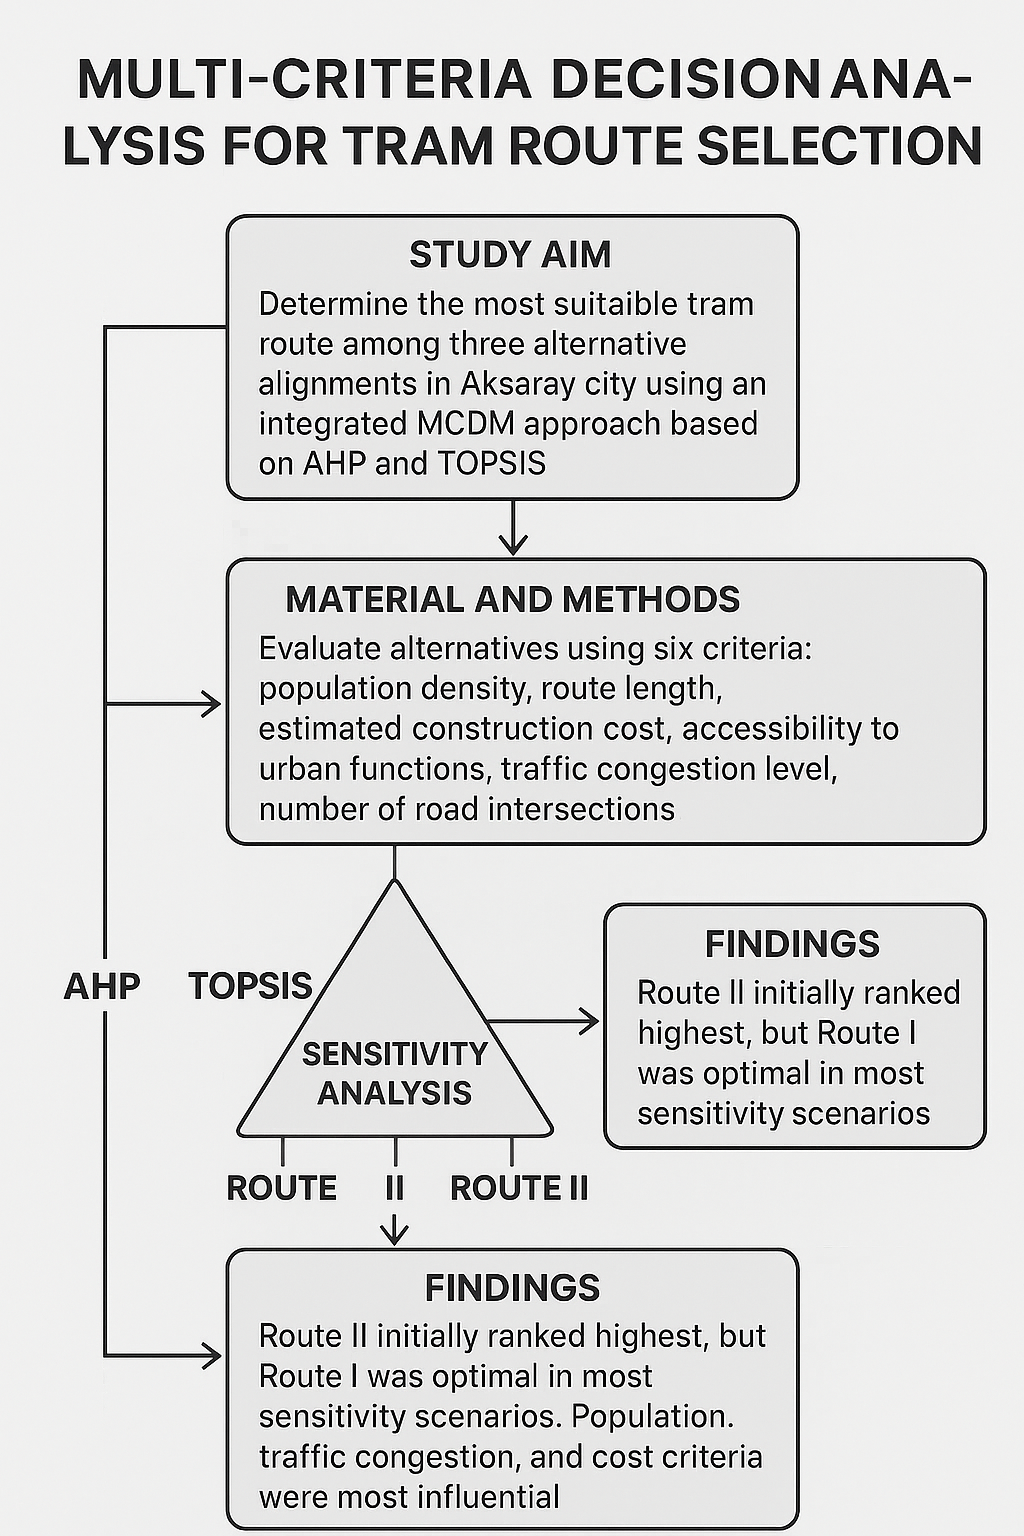 MULTI-CRITERIA DECISION ANA-
LYSIS FOR TRAM ROUTE SELECTION
STUDY AIM
Determine the most suitaible tram
route among three alternative
alignments in Aksaray city using an
integrated MCDM approach based
on AHP and TOPSIS
MATERIAL AND METHODS
Evaluate alternatives using six criteria:
population density, route length,
estimated construction cost, accessibility to
urban functions, traffic congestion level,
number of road intersections
AHP
TOPSIS
SENSITIVITY
ANALYSIS
FINDINGS
Route II initially ranked
highest, but Route I
was optimal in most
sensitivity scenarios
ROUTE II ROUTE II
FINDINGS
Route II initially ranked highest, but
Route I was optimal in most
sensitivity scenarios. Population.
traffic congestion, and cost criteria
were most influential